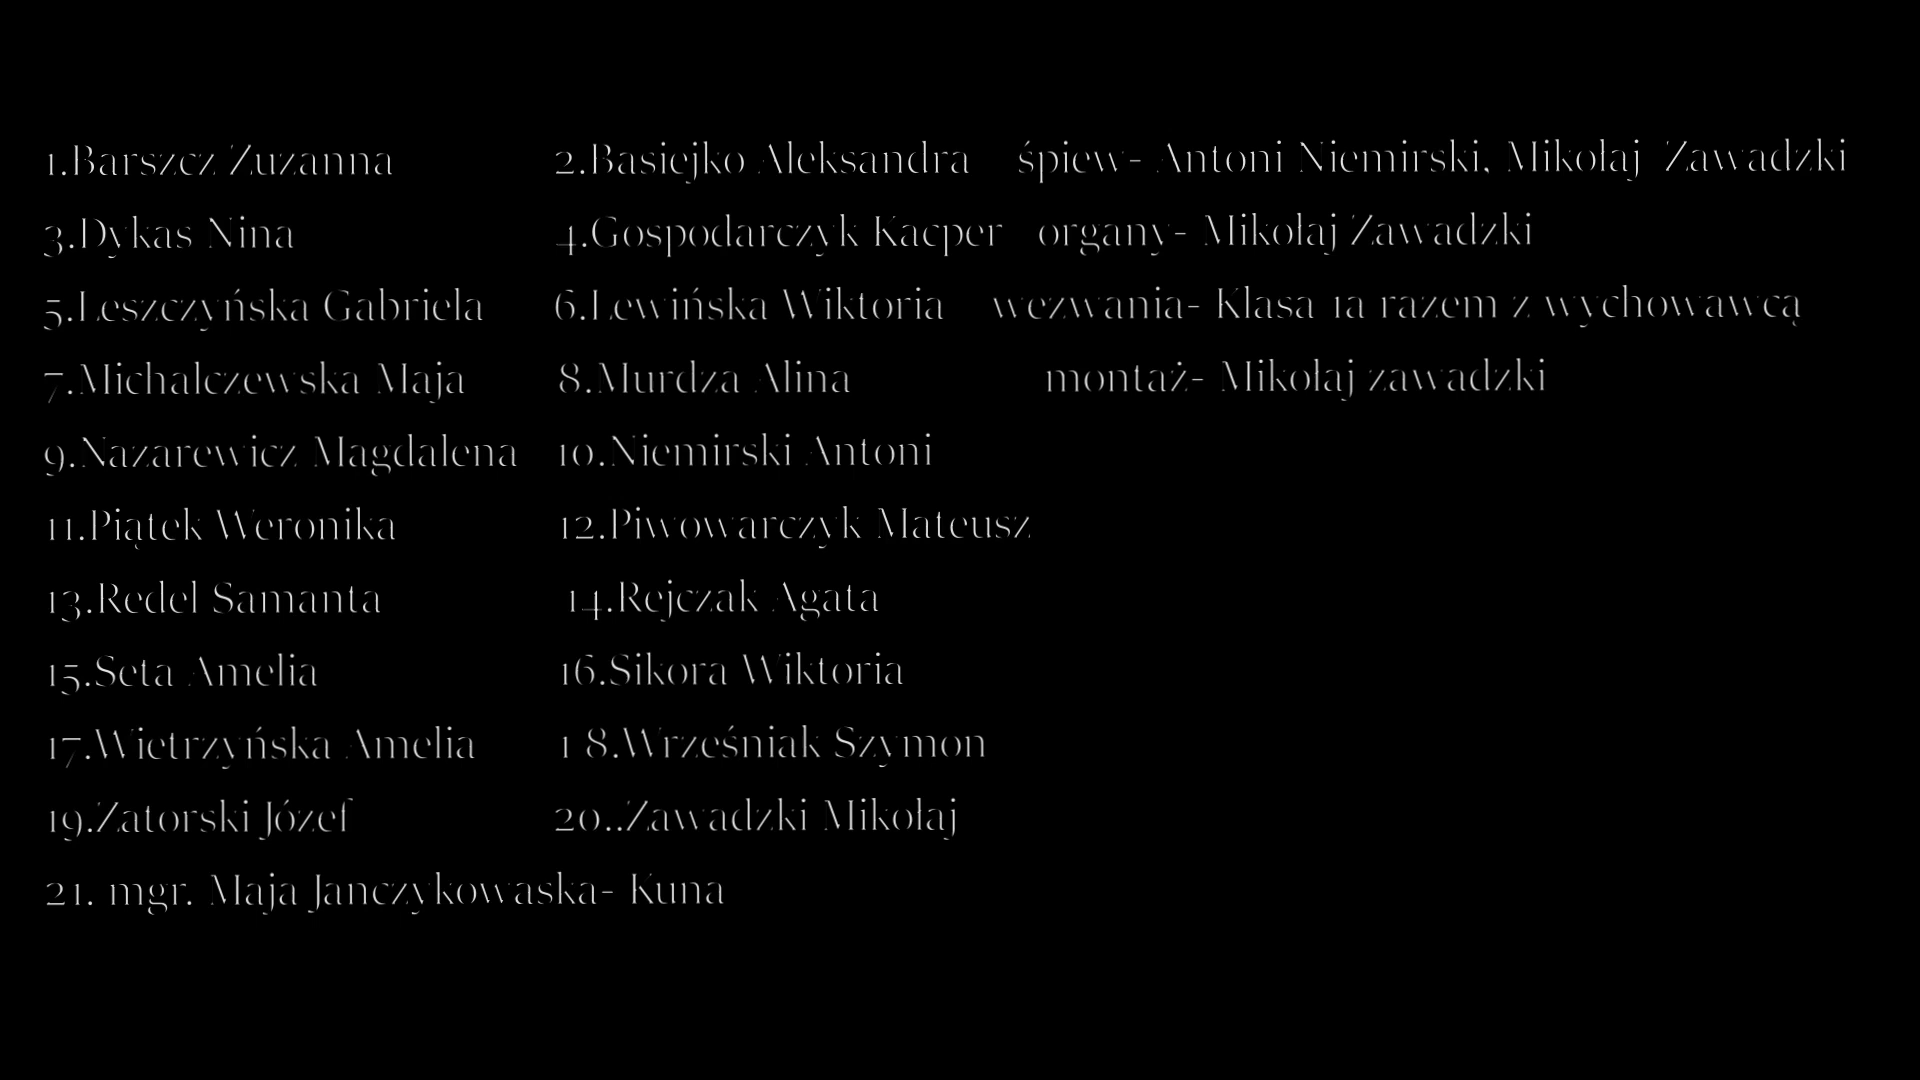 1.Barszcz Zuzanna 2.Basiejko Aleksandra śpiew- Antoni Niemirski, Mikołaj Zawadzki
3.Dykas Nina 4.Gospodarczyk Kacper organy- Mikołaj Zawadzki
5.Leszczyńska Gabriela 6.Lewińska Wiktoria wezwania- Klasa 1a razem z wychowawcą
7.Michalczewska Maja 8.Murdza Alina montaż- Mikołaj zawadzki
9.Nazarewicz Magdalena 10.Niemirski Antoni
11.Piątek Weronika 12.Piwowarczyk Mateusz
13.Redel Samanta 14.Rejczak Agata
15.Seta Amelia 16.Sikora Wiktoria
17.Wietrzyńska Amelia 1 8.Wrześniak Szymon
19.Zatorski Józef 20..Zawadzki Mikołaj
21. mgr. Maja Janczykowaska- Kuna